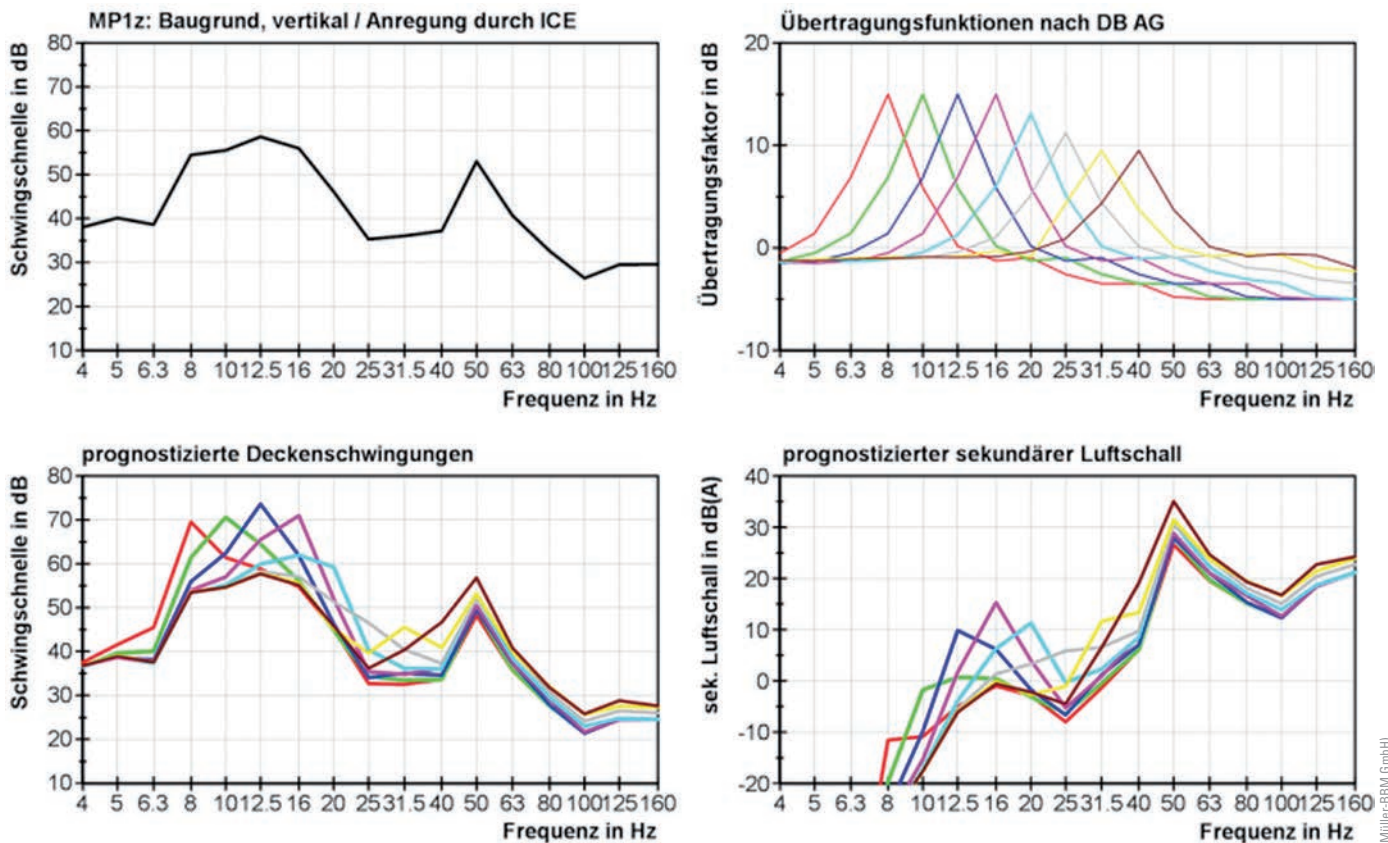 MP1z: Baugrund, vertikal / Anregung durch ICE
Schwingschnelle in dB
80
70
60
50
40
30
20
10
4 5 6.3 8 10 12.5 16 20 25 31.5 40 50 63 80 100 125 160
Frequenz in Hz
Übertragungsfunktionen nach DB AG
Übertragungsfaktor in dB
20
10
0
-10
4 5 6.3 8 10 12.5 16 20 25 31.5 40 50 63 80 100 125 160
Frequenz in Hz
prognostizierte Deckenschwingungen
Schwingschnelle in dB
80
70
60
50
40
30
20
10
4 5 6.3 8 10 12.5 16 20 25 31.5 40 50 63 80 100 125 160
Frequenz in Hz
prognostizierter sekundärer Luftschall
sek. Luftschall in dB(A)
40
30
20
10
0
-10
-20
4 5 6.3 8 10 12.5 16 20 25 31.5 40 50 63 80 100 125 160
Frequenz in Hz
Müller-BBM GmbH)